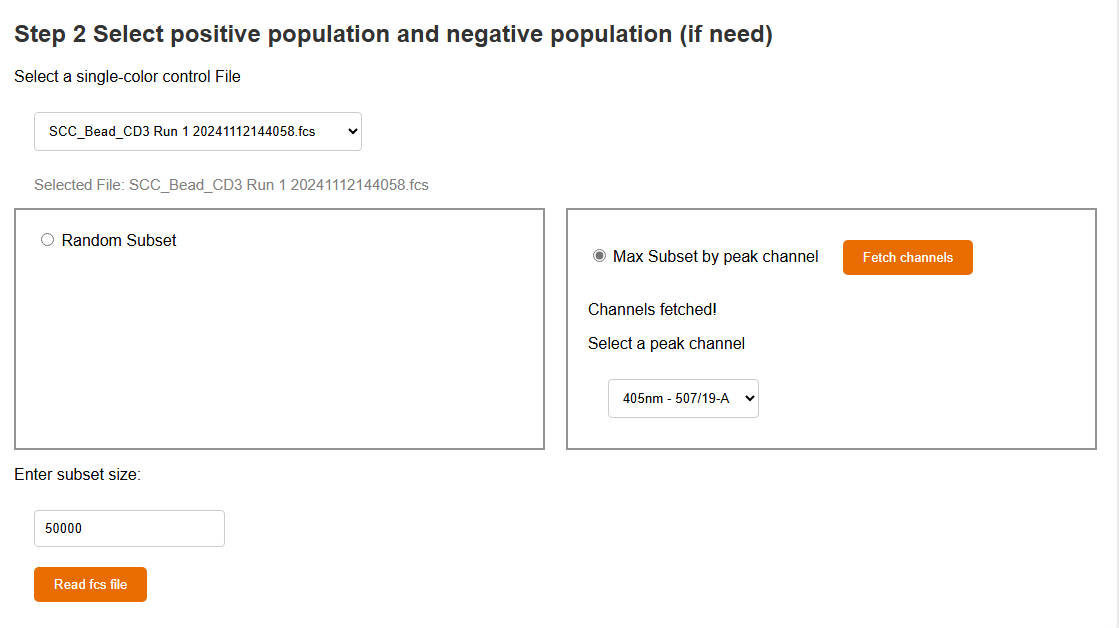 Step 2 Select positive population and negative population (if need)
Select a single-color control File
SCC_Bead_CD3 Run 1 20241112144058.fcs
Selected File: SCC_Bead_CD3 Run 1 20241112144058.fcs
Random Subset
Max Subset by peak channel
Fetch channels
Channels fetched!
Select a peak channel
405nm - 507/19-A
Enter subset size:
50000
Read fcs file